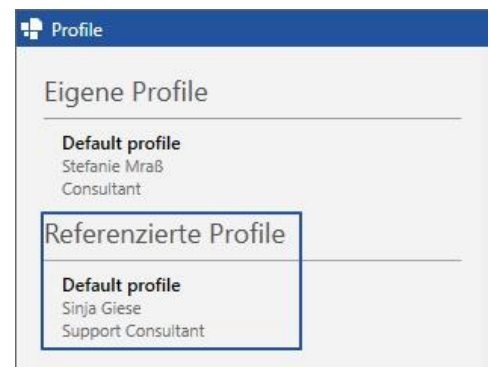 Profile
Eigene Profile
Default profile
Stefanie Mraß
Consultant
Referenzierte Profile
Default profile
Sinja Giese
Support Consultant